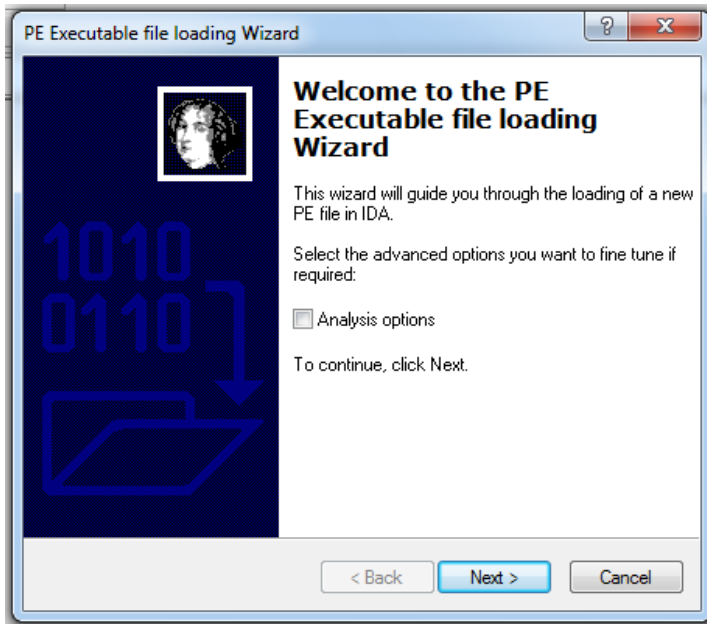 PE Executable file loading Wizard
Welcome to the PE
Executable file loading
Wizard
This wizard will guide you through the loading of a new
PE file in IDA.
Select the advanced options you want to fine tune if
required:
Analysis options
To continue, click Next.
1010
0110
< Back
Next >
Cancel